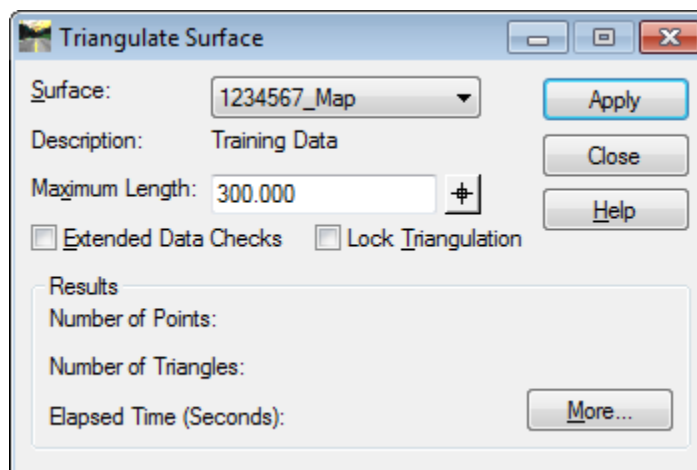 Triangulate Surface
Surface: 1234567_Map Apply
Description: Training Data Close
Maximum Length: 300.000 Help
Extended Data Checks Lock Triangulation
Results
Number of Points:
Number of Triangles:
Elapsed Time (Seconds): More...